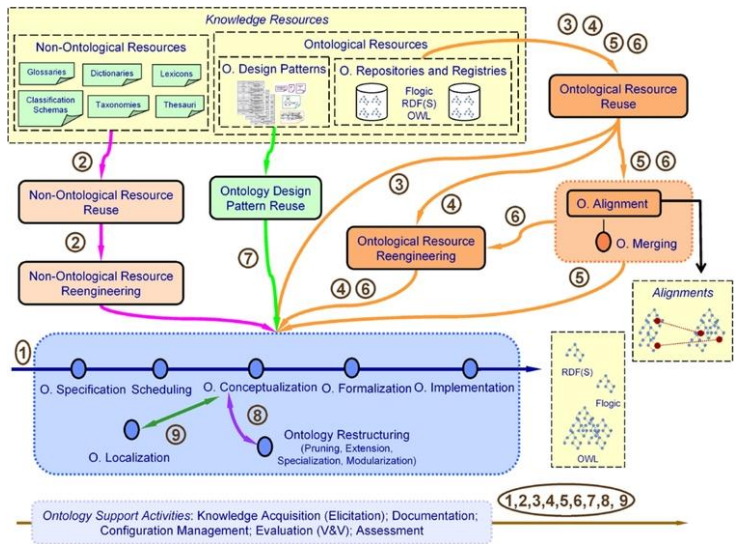 Knowledge Resources
Non-Ontological Resources
Glossaries
Dictionaries
Lexicons
Classification
Schemas
Taxonomies
Thesauri
Ontological Resources
O. Design Patterns
O. Repositories and Registries
Flogic
RDF(S)
OWL
3 4
5 6
Ontological Resource
Reuse
2
Non-Ontological Resource
Reuse
2
Non-Ontological Resource
Reengineering
Ontology Design
Pattern Reuse
7
3
4
5 6
Ontological Resource
Reengineering
6
4 6
5
O. Alignment
O. Merging
Alignments
1
O. Specification
Scheduling
O. Conceptualization
O. Formalization
O. Implementation
9
8
O. Localization
Ontology Restructuring
(Pruning, Extension,
Specialization, Modularization)
RDF(S)
Flogic
OWL
1,2,3,4,5,6,7,8, 9
Ontology Support Activities: Knowledge Acquisition (Elicitation); Documentation;
Configuration Management; Evaluation (V&V); Assessment